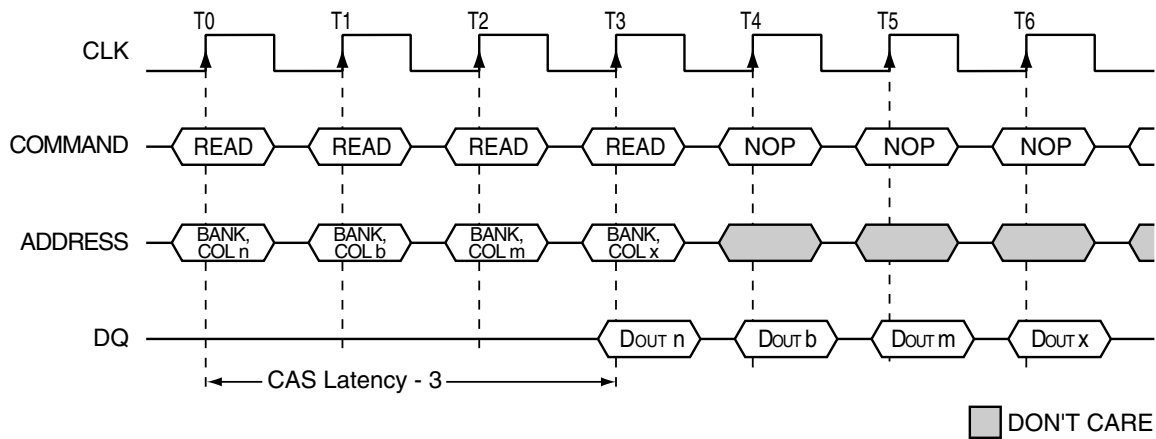 T0 T1 T2 T3 T4 T5 T6
CLK
COMMAND READ READ READ READ NOP NOP NOP
ADDRESS
BANK, COL n
BANK, COL b
BANK, COL m
BANK, COL x
DQ DOUT n DOUT b DOUT m DOUT x
CAS Latency - 3
DON'T CARE